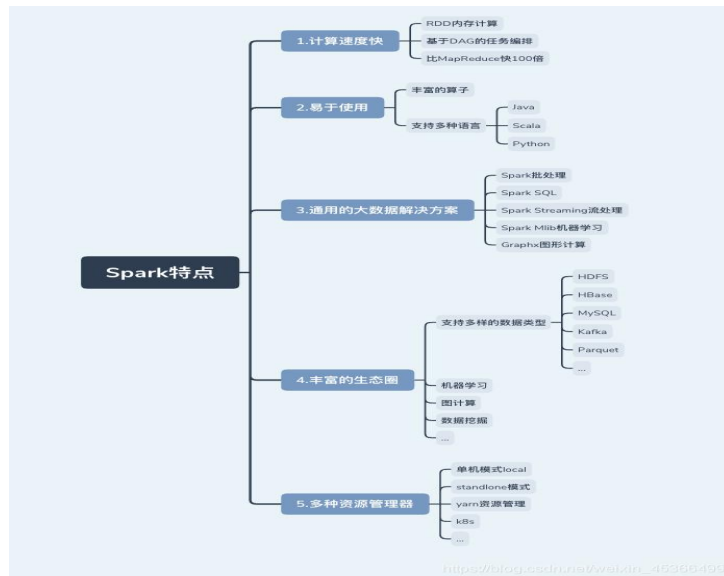 RDD内存计算
1.计算速度快
基于DAG的任务编排
比MapReduce快100倍
丰富的算子
2.易于使用
支持多种语言
Java
Scala
Python
Spark批处理
Spark SQL
3.通用的大数据解决方案
Spark Streaming流处理
Spark Mlib机器学习
Graphx图形计算
Spark特点
HDFS
HBase
支持多样的数据类型
MySQL
Kafka
Parquet
...
4.丰富的生态圈
机器学习
图计算
数据挖掘
...
单机模式local
standlone模式
5.多种资源管理器
yarn资源管理
k8s
...